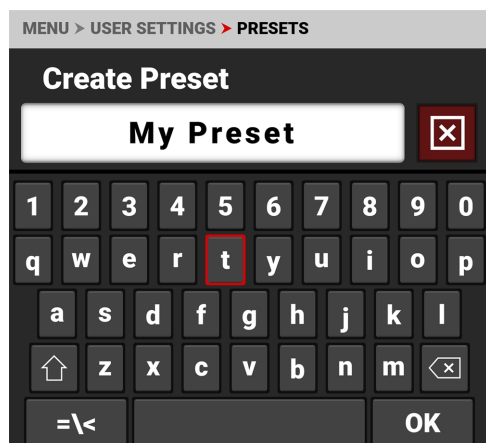 MENU > USER SETTINGS > PRESETS
Create Preset
My Preset
1 2 3 4 5 6 7 8 9 0
q w e r t y u i o p
a s d f g h j k l
z x c v b n m
=\< OK